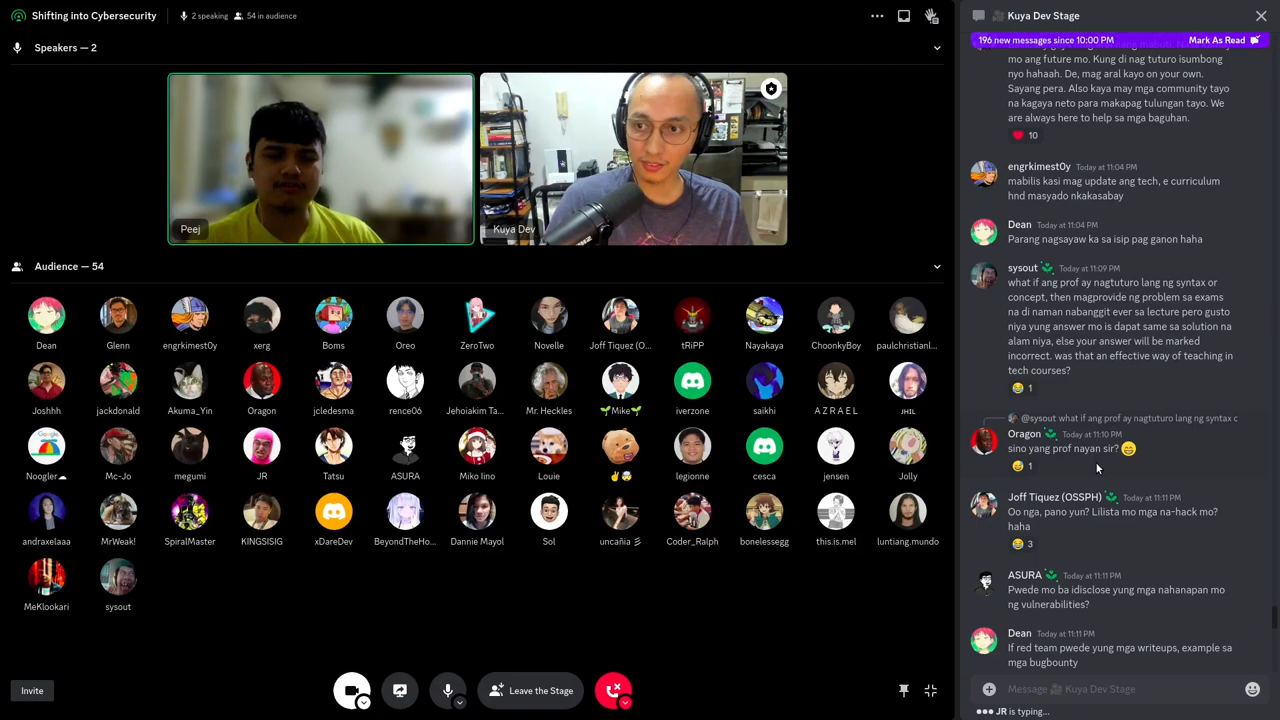 Shifting into Cybersecurity
2 speaking
54 in audience
Speakers — 2
Peej
Kuya Dev
Audience — 54
Dean
Glenn
engrkimest0y
xerg
Boms
Oreo
ZeroTwo
Novelle
Joff Tiquez (O...
tRiPP
Nayakaya
ChoonkyBoy
paulchristianl...
Joshhh
jackdonald
Akuma_Yin
Oragon
jcledesma
rence06
Jehoiakim Ta...
Mr. Heckles
🌱Mike🌱
iverzone
saikhi
A Z R A E L
JHIL
Noogler☁
Mc-Jo
megumi
JR
Tatsu
ASURA
Miko Iino
Louie
✌🤯
legionne
cesca
jensen
Jolly
andraxelaaa
MrWeak!
SpiralMaster
KINGSISIG
xDareDev
BeyondTheHo...
Dannie Mayol
Sol
uncañia 彡
Coder_Ralph
bonelessegg
this.is.mel
luntiang.mundo
MeKlookari
sysout
Invite
Leave the Stage
🎥 Kuya Dev Stage
196 new messages since 10:00 PM
Mark As Read
mo ang future mo. Kung di nag tuturo isumbong
nyo hahaah. De, mag aral kayo on your own.
Sayang pera. Also kaya may mga community tayo
na kagaya neto para makapag tulungan tayo. We
are always here to help sa mga baguhan.
❤️ 10
engrkimest0y Today at 11:04 PM
mabilis kasi mag update ang tech, e curriculum
hnd masyado nkakasabay
Dean Today at 11:04 PM
Parang nagsayaw ka sa isip pag ganon haha
sysout Today at 11:09 PM
what if ang prof ay nagtuturo lang ng syntax or
concept, then magprovide ng problem sa exams
na di naman nabanggit ever sa lecture pero gusto
niya yung answer mo is dapat same sa solution na
alam niya, else your answer will be marked
incorrect. was that an effective way of teaching in
tech courses?
😂 1
@sysout what if ang prof ay nagtuturo lang ng syntax c
Oragon Today at 11:10 PM
sino yang prof nayan sir? 😁
😅 1
Joff Tiquez (OSSPH) Today at 11:11 PM
Oo nga, pano yun? Lilista mo mga na-hack mo?
haha
😂 3
ASURA Today at 11:11 PM
Pwede mo ba idisclose yung mga nahanapan mo
ng vulnerabilities?
Dean Today at 11:11 PM
If red team pwede yung mga writeups, example sa
mga bugbounty
Message 🎥 Kuya Dev Stage
JR is typing...